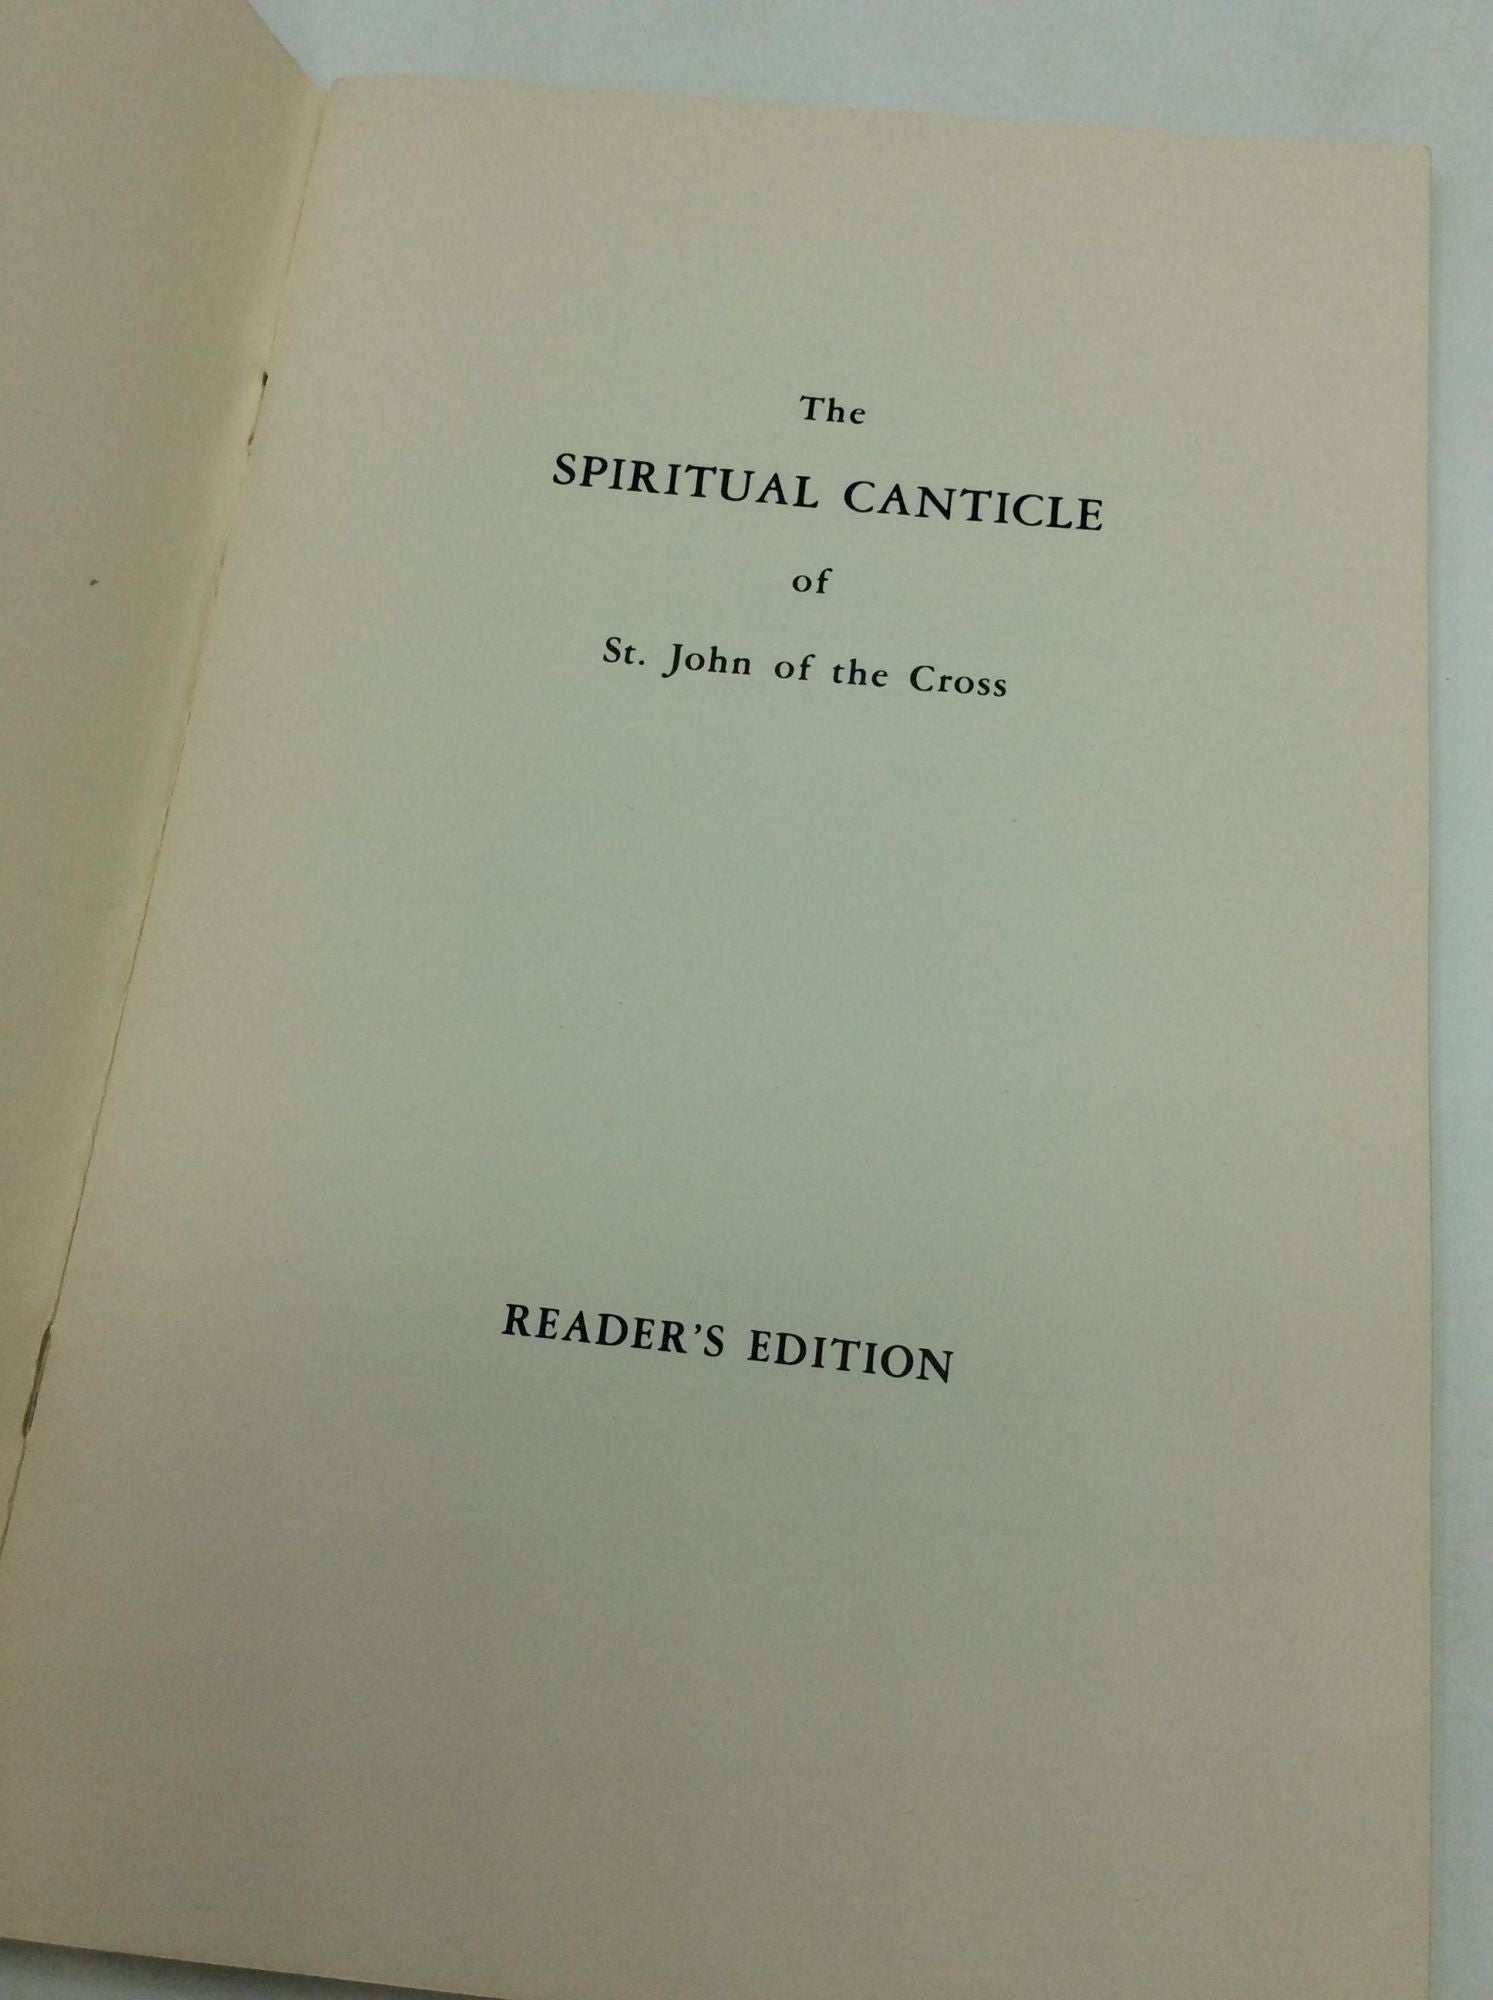 The
SPIRITUAL CANTICLE
of
St. John of the Cross
READER'S EDITION